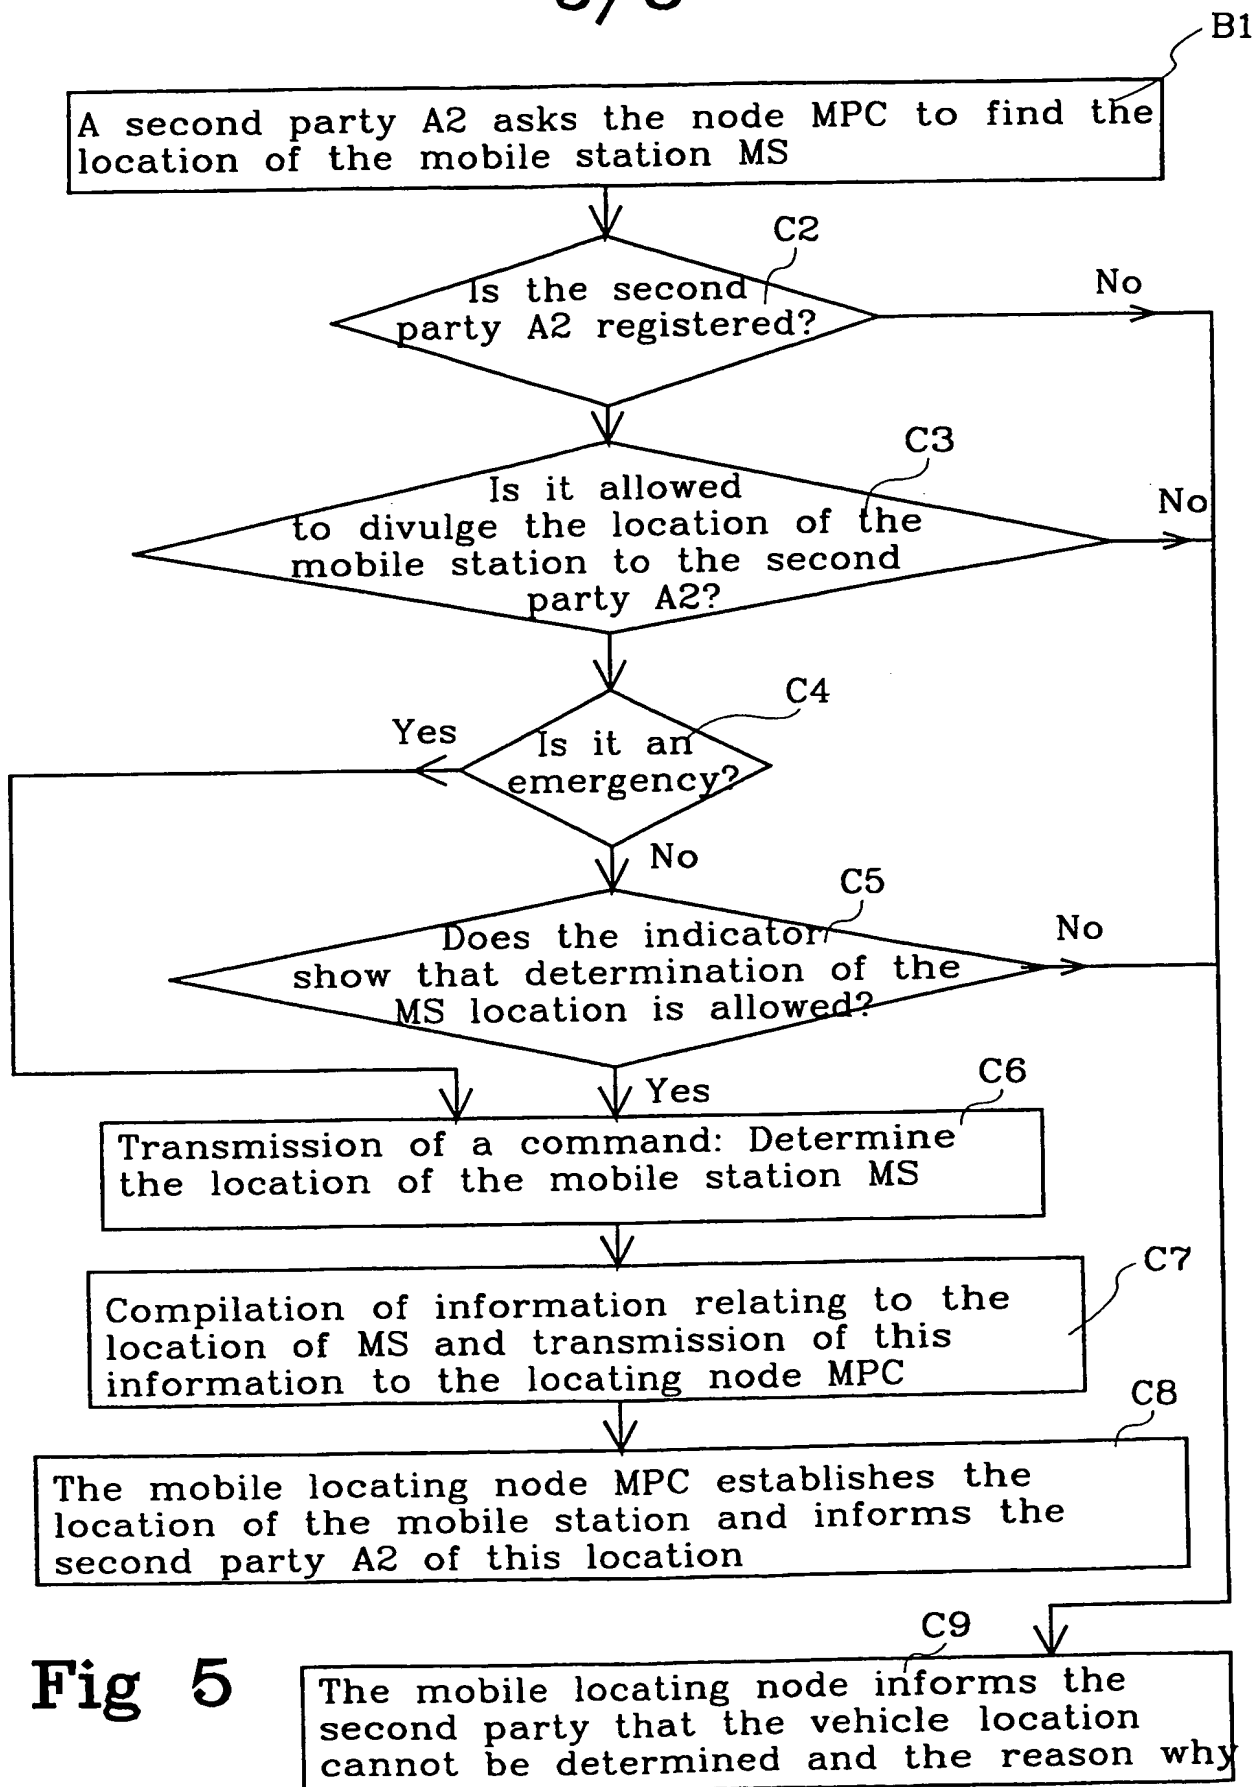 B1
A second party A2 asks the node MPC to find the
location of the mobile station MS
C2
Is the second
party A2 registered?
No
C3
Is it allowed
to divulge the location of the
mobile station to the second
party A2?
No
C4
Yes
Is it an
emergency?
No
C5
Does the indicator
show that determination of the
MS location is allowed?
No
Yes
C6
Transmission of a command: Determine
the location of the mobile station MS
C7
Compilation of information relating to the
location of MS and transmission of this
information to the locating node MPC
C8
The mobile locating node MPC establishes the
location of the mobile station and informs the
second party A2 of this location
C9
Fig 5
The mobile locating node informs the
second party that the vehicle location
cannot be determined and the reason why